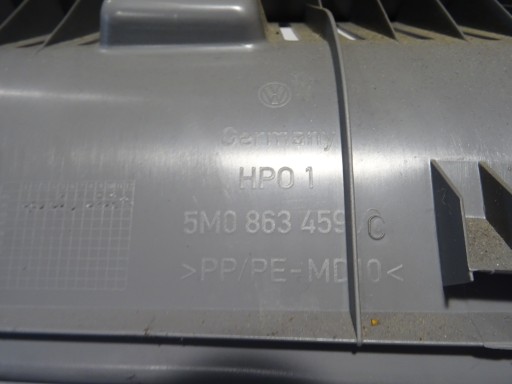 Germany
HPO 1
5M0 863 459 C
>PP/PE-MD10<